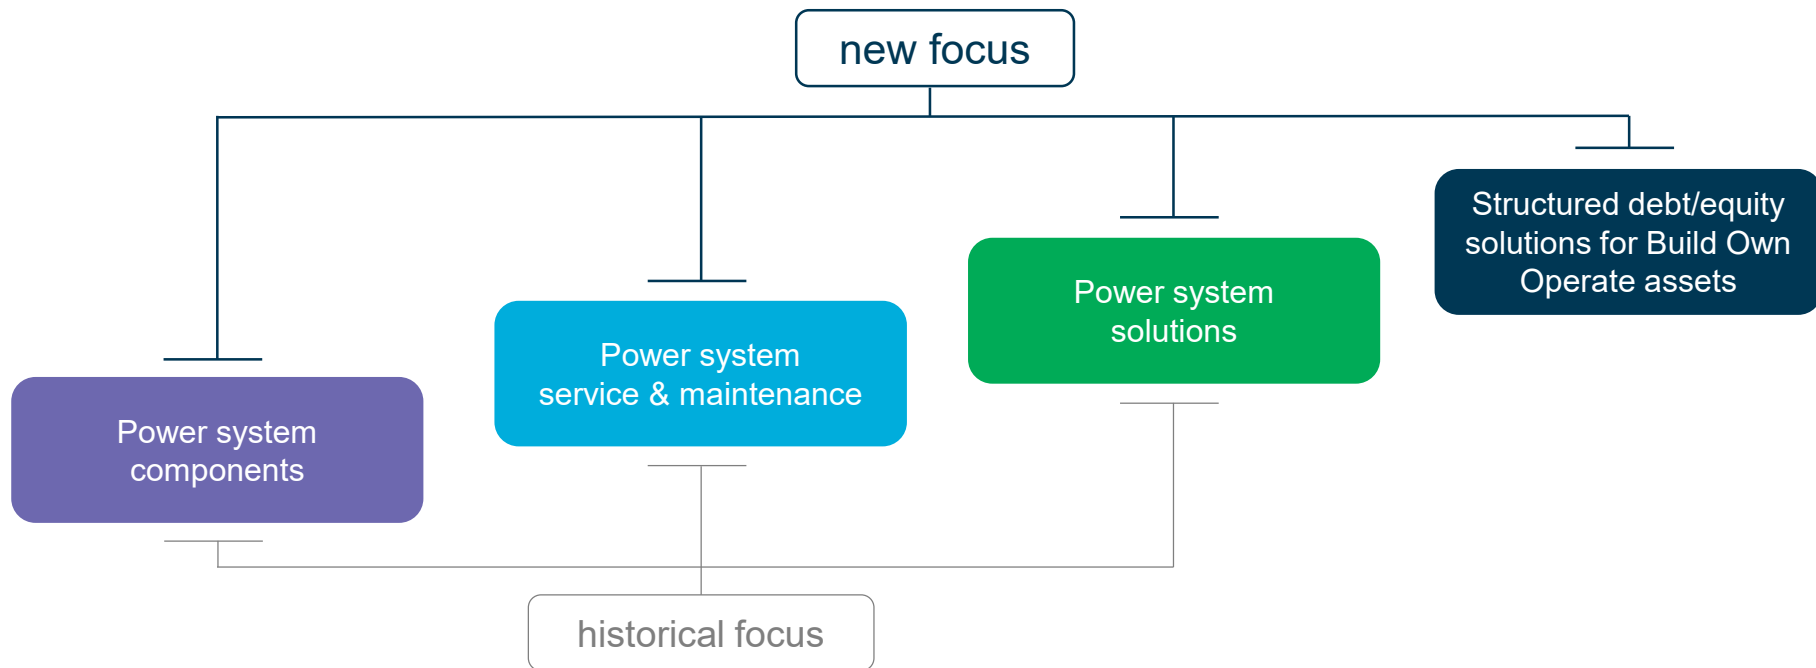 new focus
Structured debt/equity
solutions for Build Own
Operate assets
Power system
solutions
Power system
service & maintenance
Power system
components
historical focus